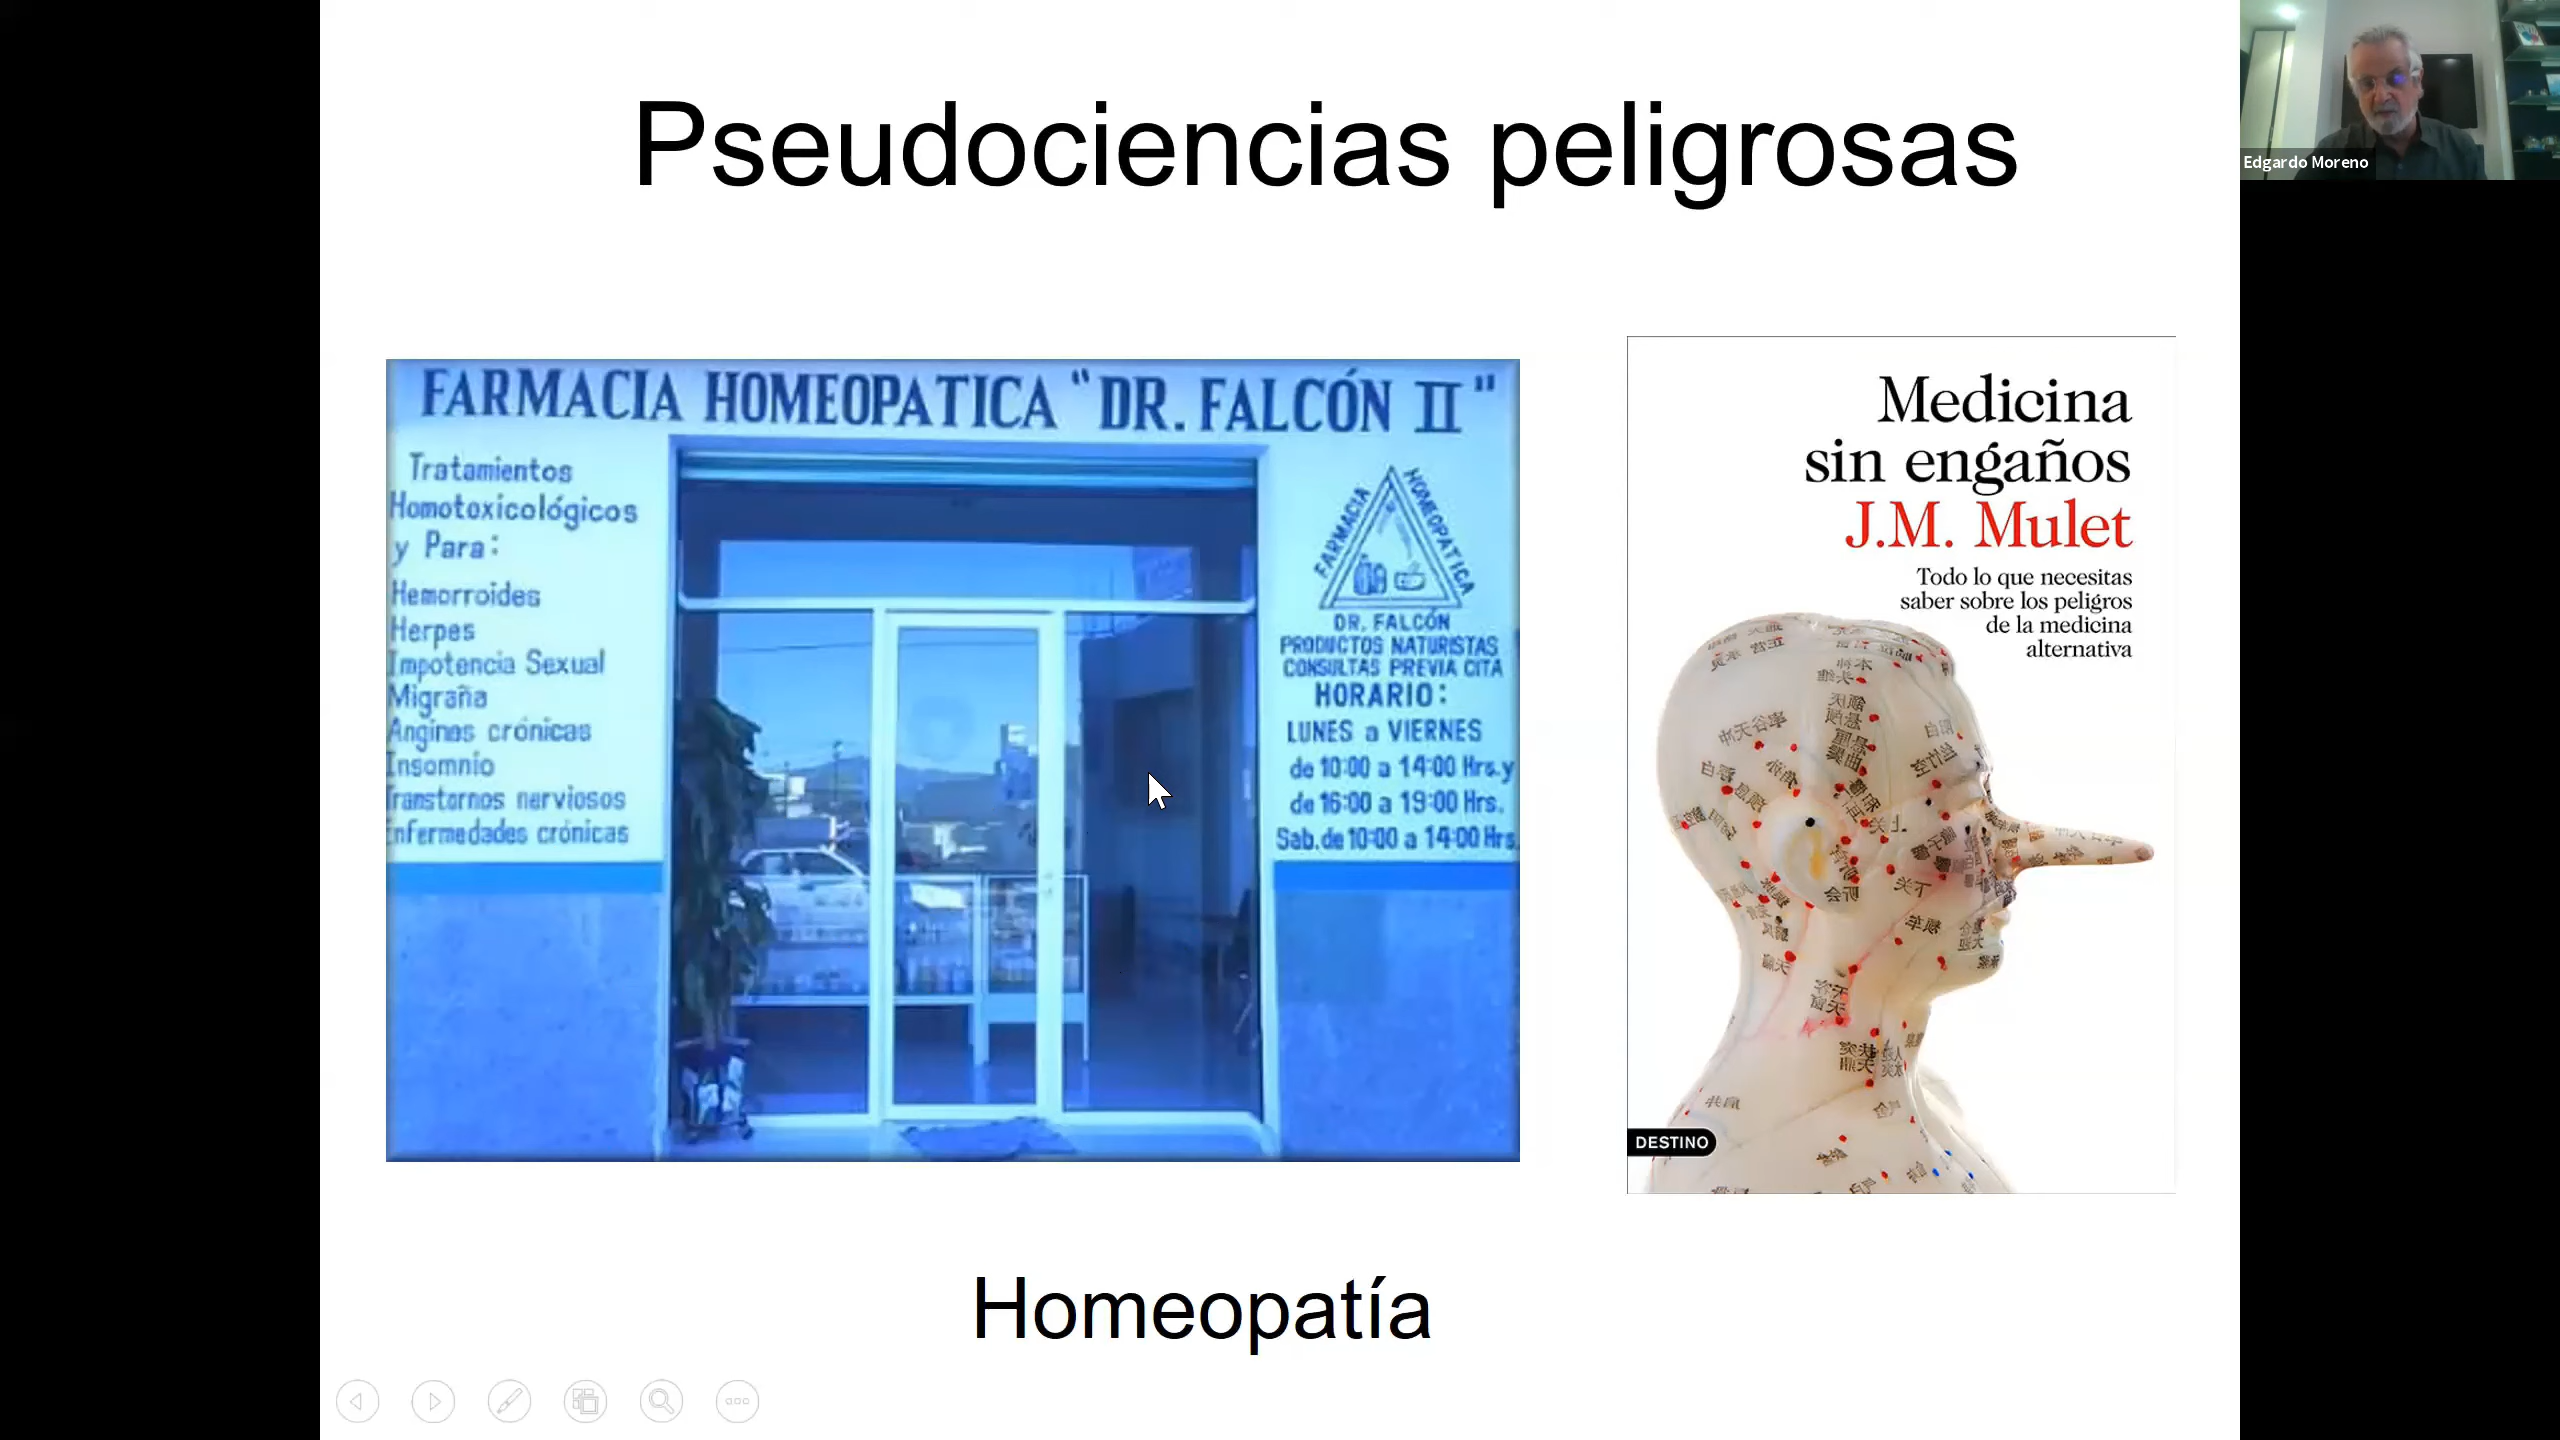 Pseudociencias peligrosas
Edgardo Moreno
FARMACIA HOMEOPATICA "DR. FALCÓN II"
Tratamientos
Homotoxicológicos
y Para:
Hemorroides
Herpes
Impotencia Sexual
Migraña
Anginas crónicas
Insomnio
Transtornos nerviosos
Enfermedades crónicas
FARMACIA HOMEOPATICA
DR. FALCÓN
PRODUCTOS NATURISTAS
CONSULTAS PREVIA CITA
HORARIO:
LUNES a VIERNES
de 10:00 a 14:00 Hrs.y
de 16:00 a 19:00 Hrs.
Sab. de 10:00 a 14:00 Hrs.
Medicina
sin engaños
J.M. Mulet
Todo lo que necesitas
saber sobre los peligros
de la medicina
alternativa
DESTINO
Homeopatía